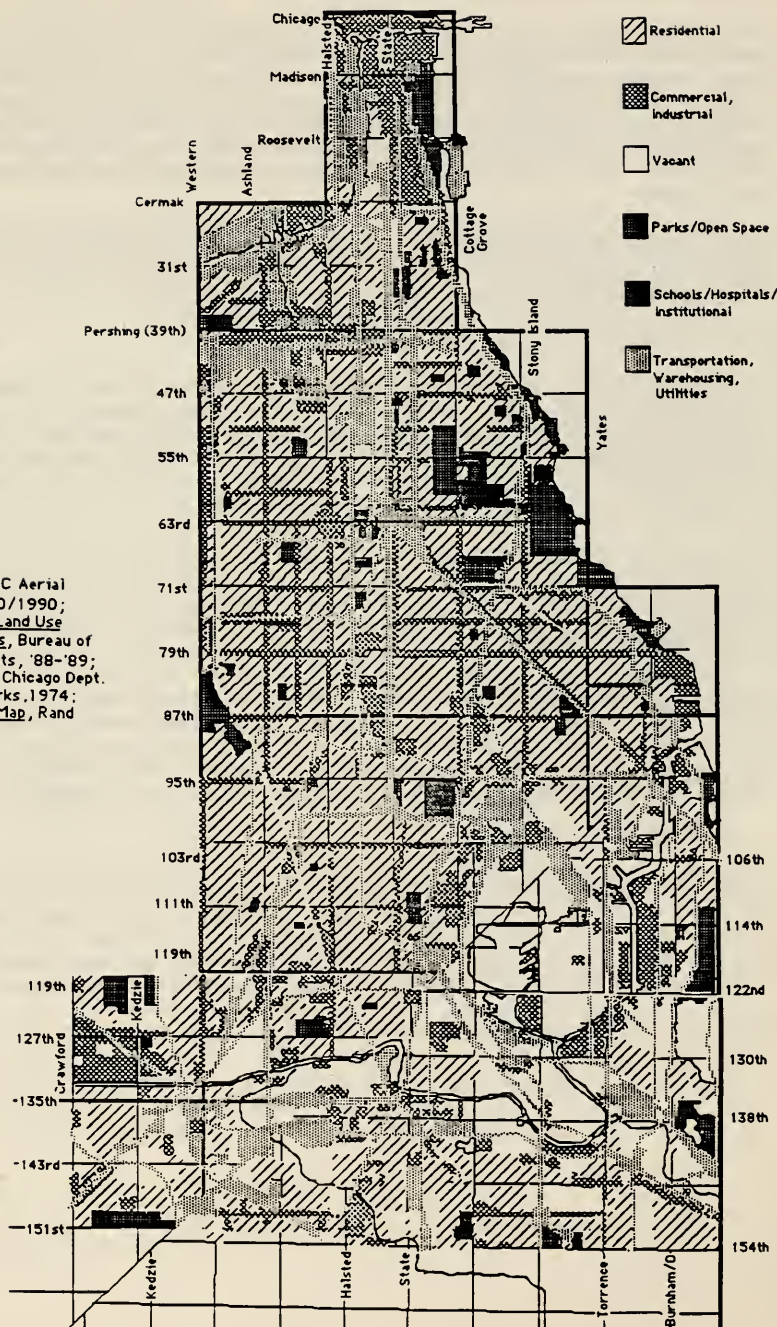 Chicago
Halsted
State
Madison
Roosevelt
Western
Ashland
Cermak
31st
Cottage
Grove
Pershing (39th)
Stony Island
47th
Yates
55th
63rd
71st
79th
87th
95th
103rd
106th
111th
114th
119th
119th
122nd
Kedzie
127th
Crawford
130th
-135th
138th
-143rd
151st
154th
Kedzie
Halsted
State
Torrence
Burnham/O
Residential
Commercial,
Industrial
Vacant
Parks/Open Space
Schools/Hospitals/
Institutional
Transportation,
Warehousing,
Utilities
C Aerial
0/1990;
Land Use
s, Bureau of
ts, '88-'89;
Chicago Dept.
rks, 1974;
Map, Rand